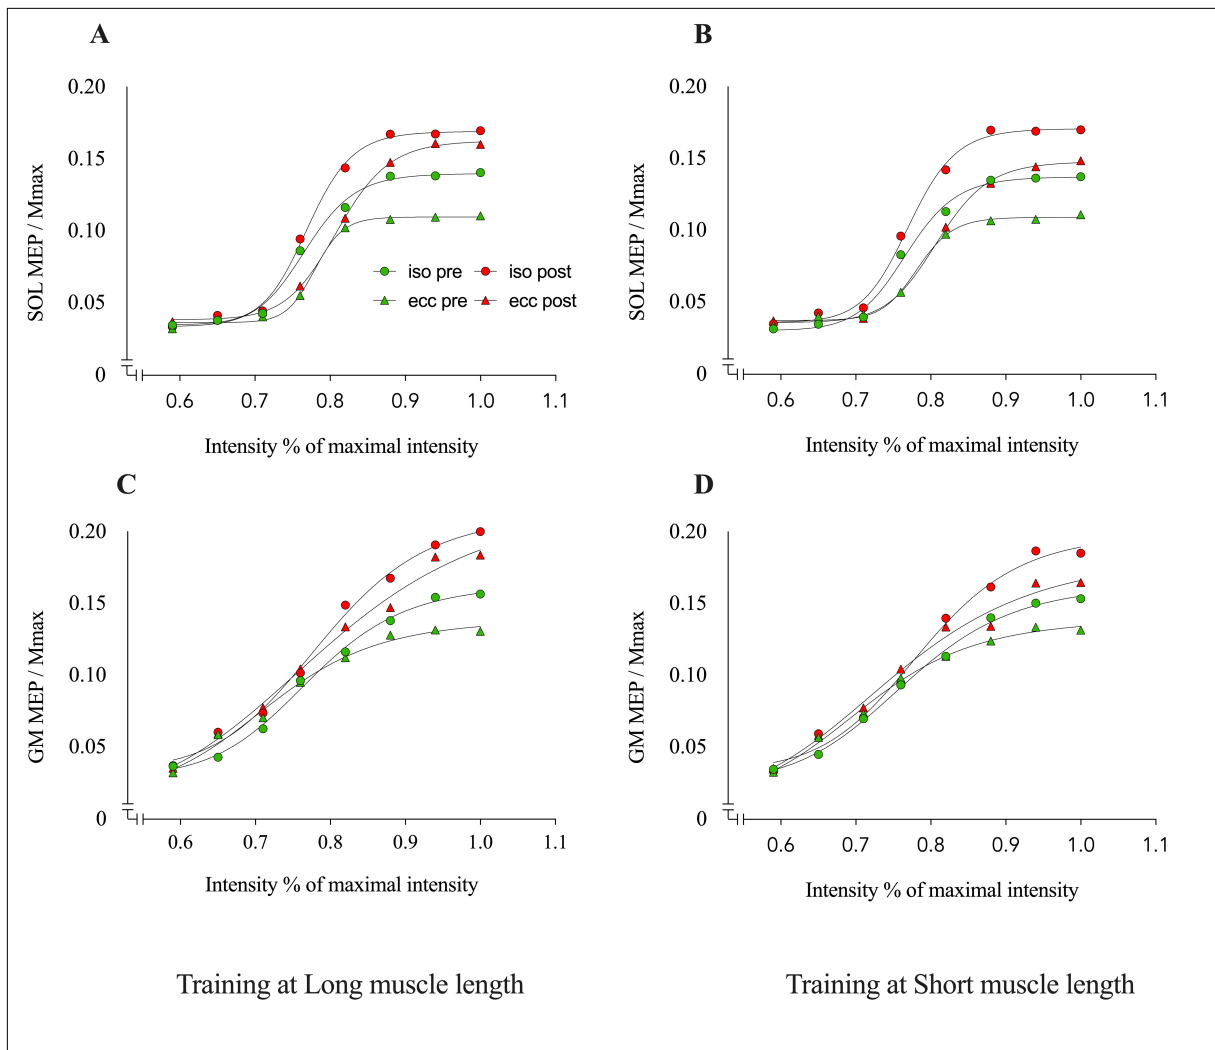 A
0.20
0.15
0.10
0.05
0
SOL MEP / Mmax
iso pre
iso post
ecc pre
ecc post
0.6 0.7 0.8 0.9 1.0 1.1
Intensity % of maximal intensity
B
0.20
0.15
0.10
0.05
0
SOL MEP / Mmax
0.6 0.7 0.8 0.9 1.0 1.1
Intensity % of maximal intensity
C
0.20
0.15
0.10
0.05
0
GM MEP / Mmax
0.6 0.7 0.8 0.9 1.0 1.1
Intensity % of maximal intensity
D
0.20
0.15
0.10
0.05
0
GM MEP / Mmax
0.6 0.7 0.8 0.9 1.0 1.1
Intensity % of maximal intensity
Training at Long muscle length
Training at Short muscle length